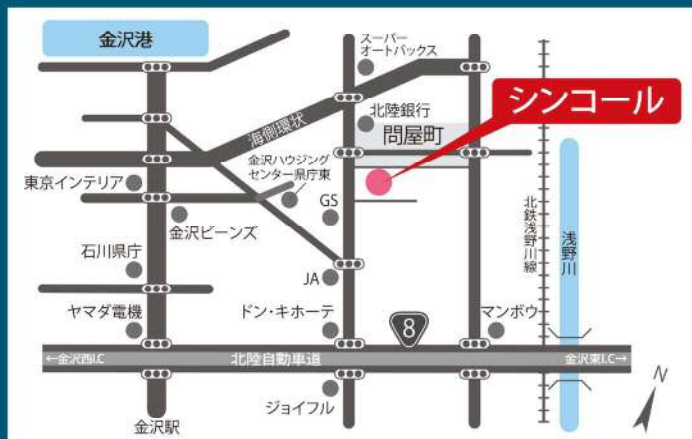 金沢港
スーパー
オートバックス
シンコール
北陸銀行
海側環状
問屋町
金沢ハウジング
センター県庁東
東京インテリア
GS
金沢ビーンズ
北鉄浅野川線
浅野川
石川県庁
JA
ヤマダ電機
ドン・キホーテ
8
マンボウ
←金沢西I.C
北陸自動車道
金沢東I.C→
ジョイフル
N
金沢駅